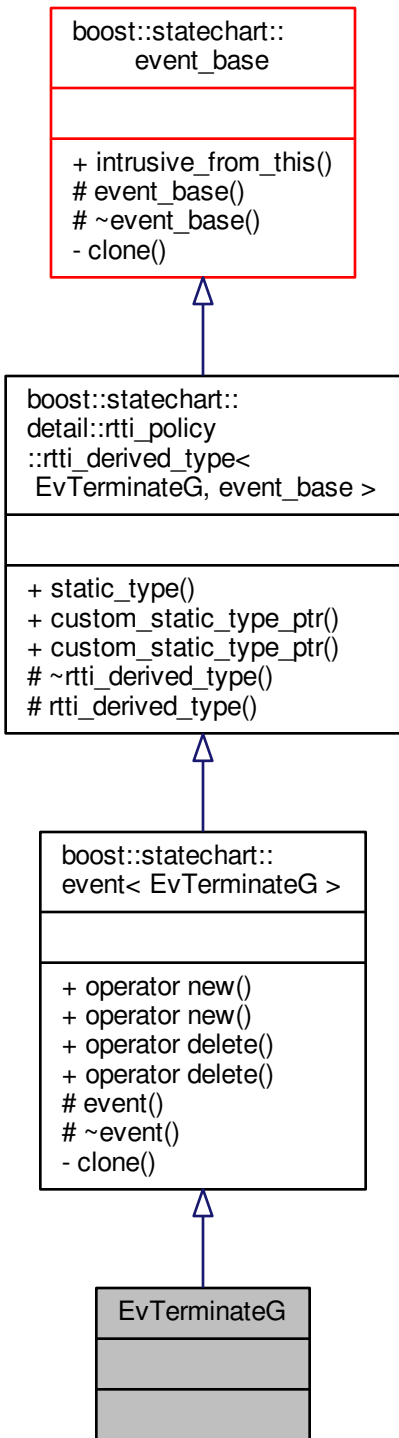 boost::statechart::
event_base
+ intrusive_from_this()
# event_base()
# ~event_base()
- clone()
boost::statechart::
detail::rtti_policy
::rtti_derived_type<
EvTerminateG, event_base >
+ static_type()
+ custom_static_type_ptr()
+ custom_static_type_ptr()
# ~rtti_derived_type()
# rtti_derived_type()
boost::statechart::
event< EvTerminateG >
+ operator new()
+ operator new()
+ operator delete()
+ operator delete()
# event()
# ~event()
- clone()
EvTerminateG